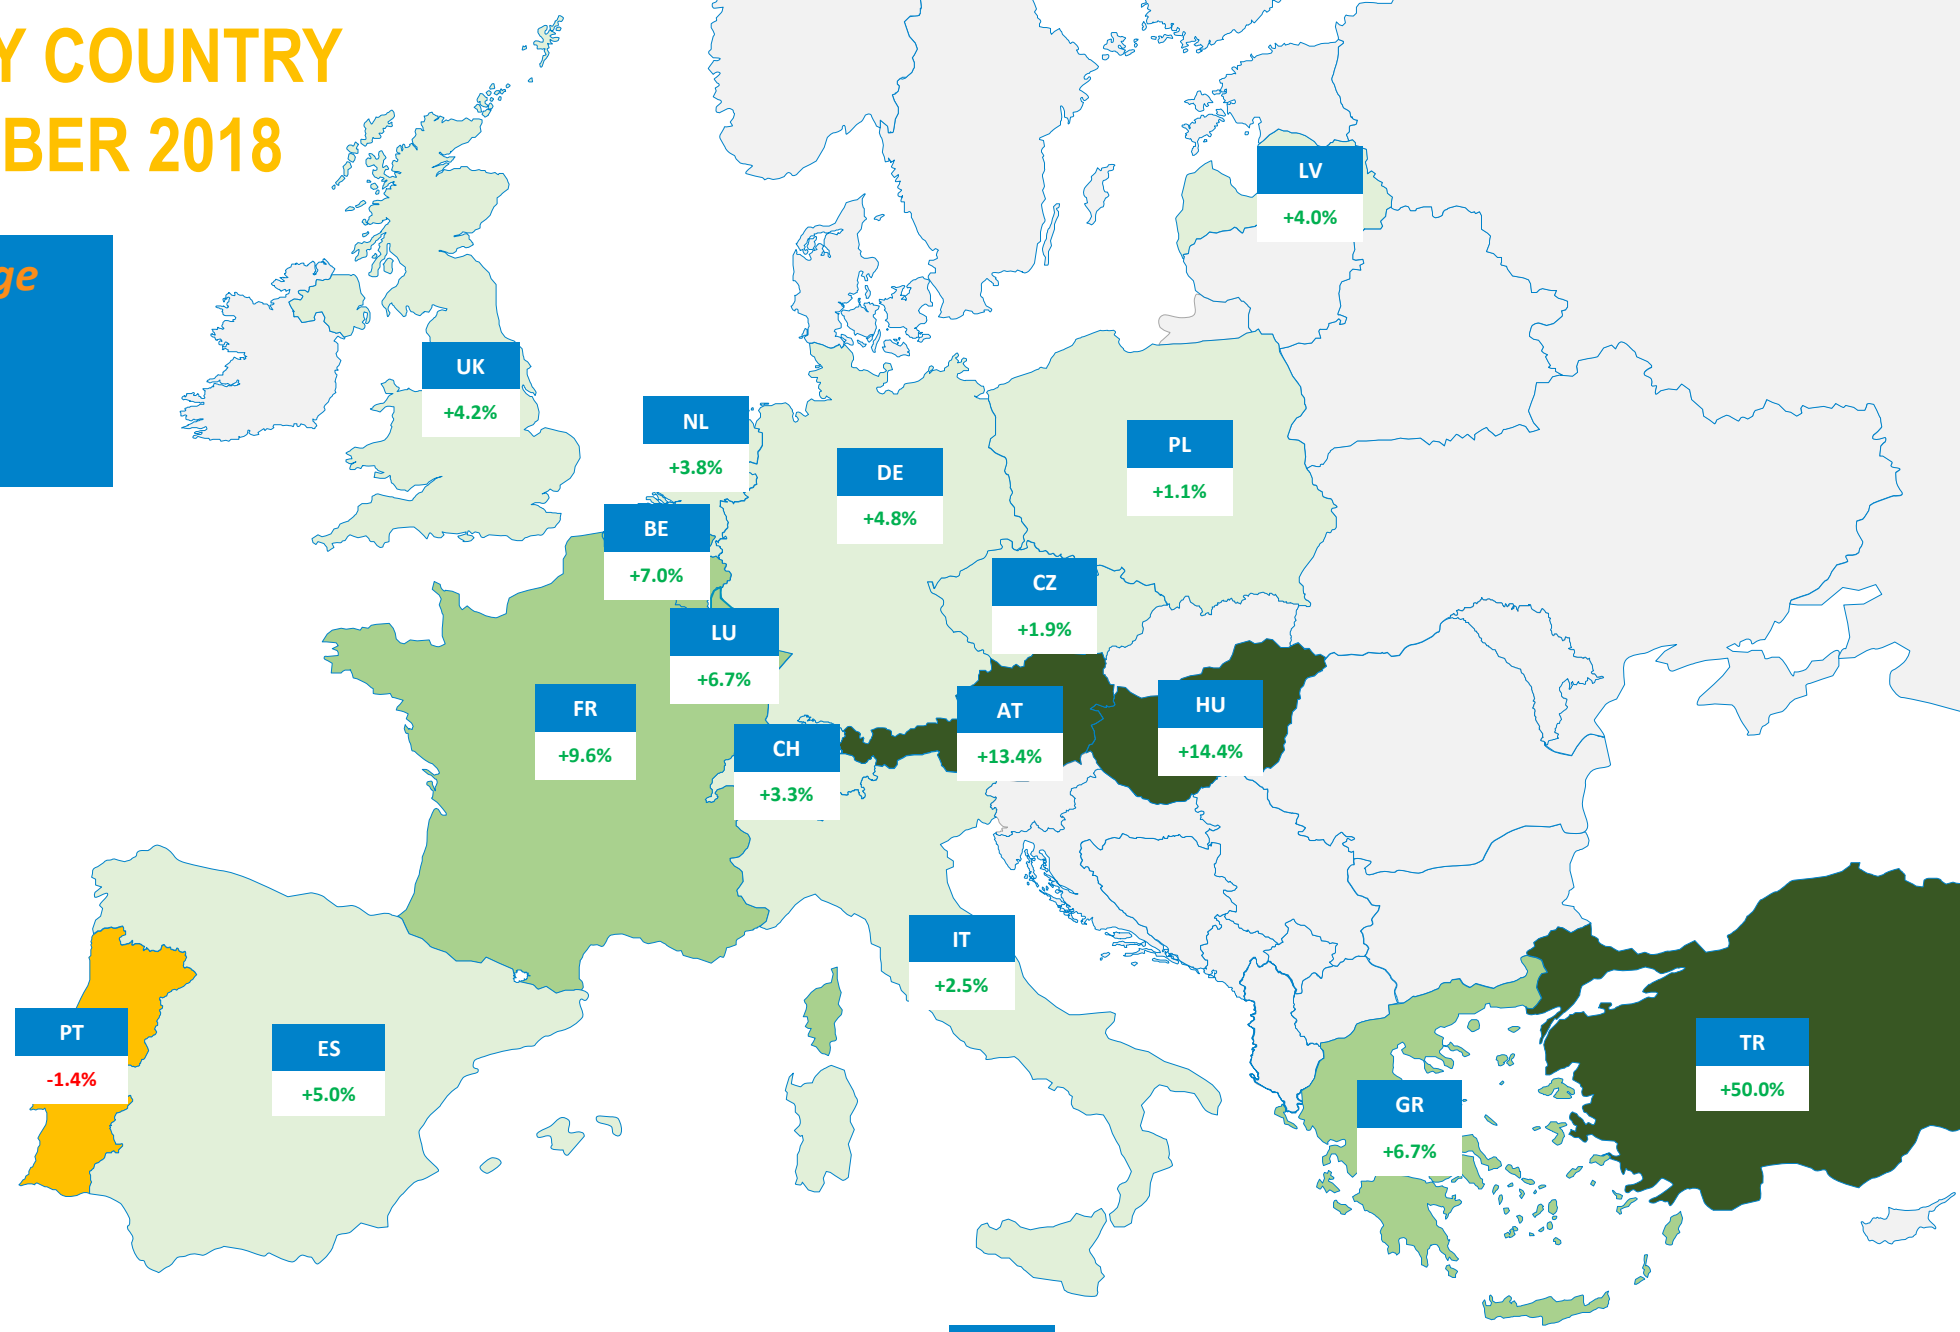 Y COUNTRY
BER 2018
ge
LV
+4.0%
UK
+4.2%
NL
+3.8%
PL
+1.1%
DE
+4.8%
BE
+7.0%
CZ
+1.9%
LU
+6.7%
FR
+9.6%
AT
+13.4%
HU
+14.4%
CH
+3.3%
IT
+2.5%
PT
-1.4%
ES
+5.0%
TR
+50.0%
GR
+6.7%